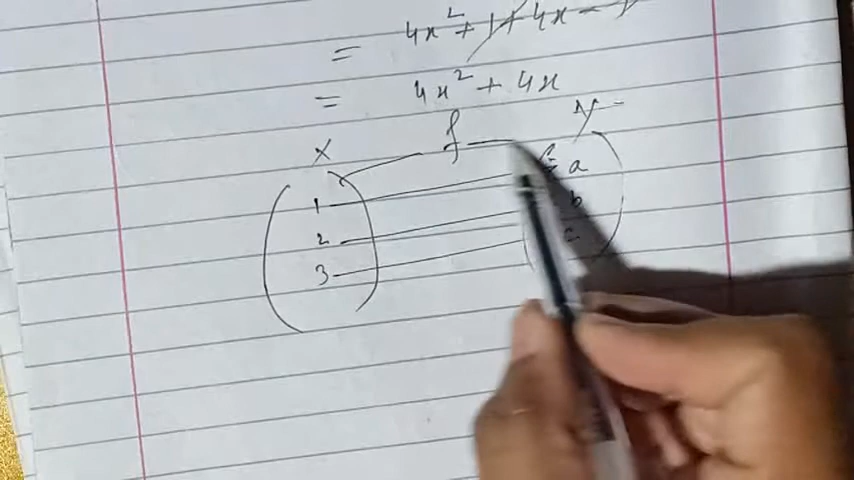 = 4x² + 1 + 4x - 1
= 4x² + 4x
X f Y
1 a
2 b
3 c